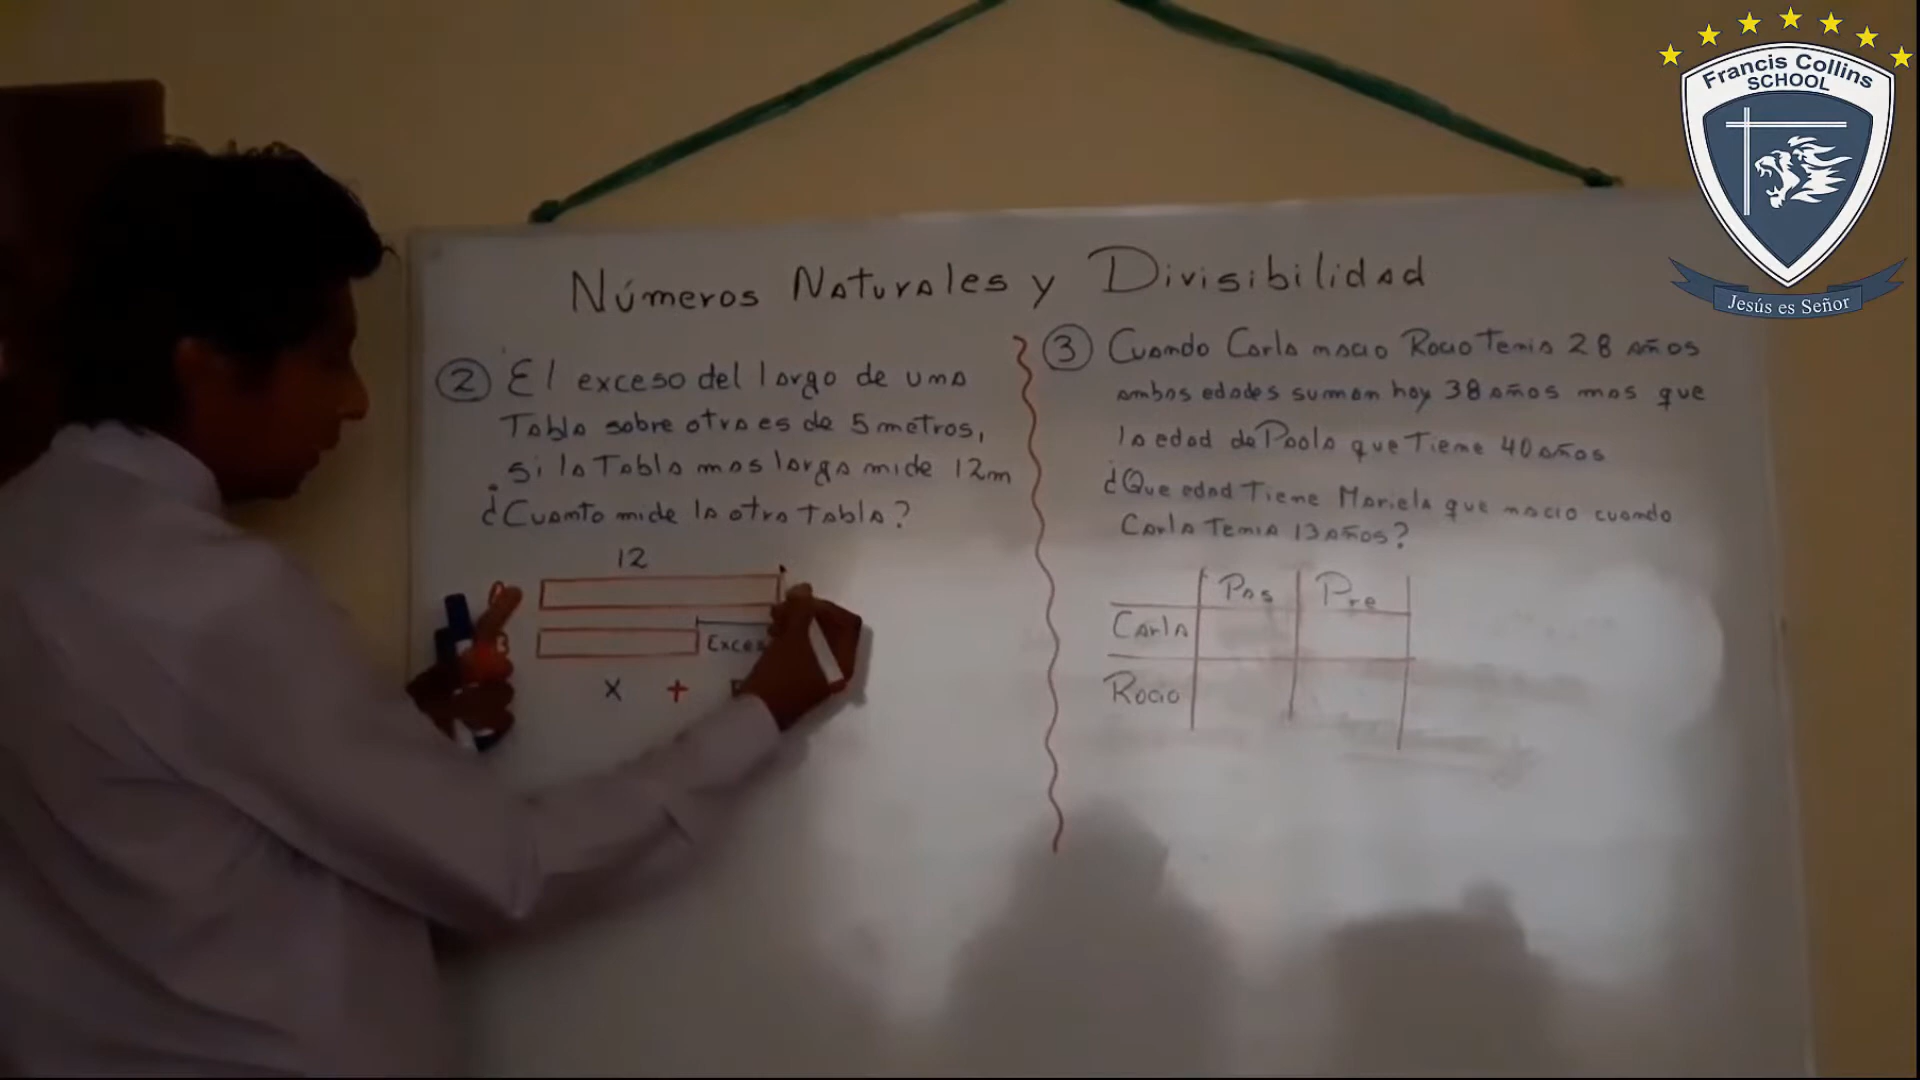 Francis Collins
SCHOOL
Jesús es Señor
Números Naturales y Divisibilidad
2 El exceso del largo de una
Tabla sobre otra es de 5 metros,
si la Tabla mas larga mide 12m
¿Cuanto mide la otra Tabla?
12
B
Exces
X +
3 Cuando Carla nacio Rocio Tenia 28 años
ambas edades suman hoy 38 años mas que
la edad de Paola que Tiene 40 años
¿Que edad Tiene Mariela que nacio cuando
Carla Tenia 13 años?
Pas Pre
Carla
Rocio